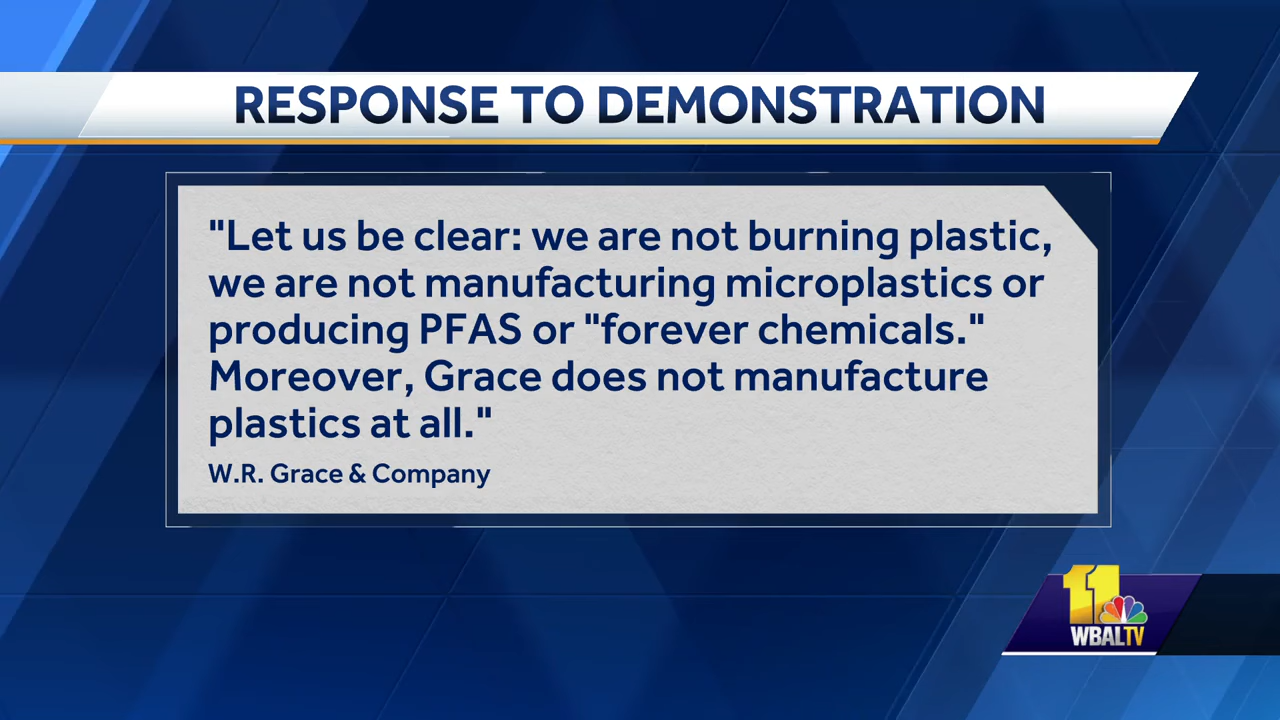 RESPONSE TO DEMONSTRATION
"Let us be clear: we are not burning plastic,
we are not manufacturing microplastics or
producing PFAS or "forever chemicals."
Moreover, Grace does not manufacture
plastics at all."
W.R. Grace & Company
11
WBALTV